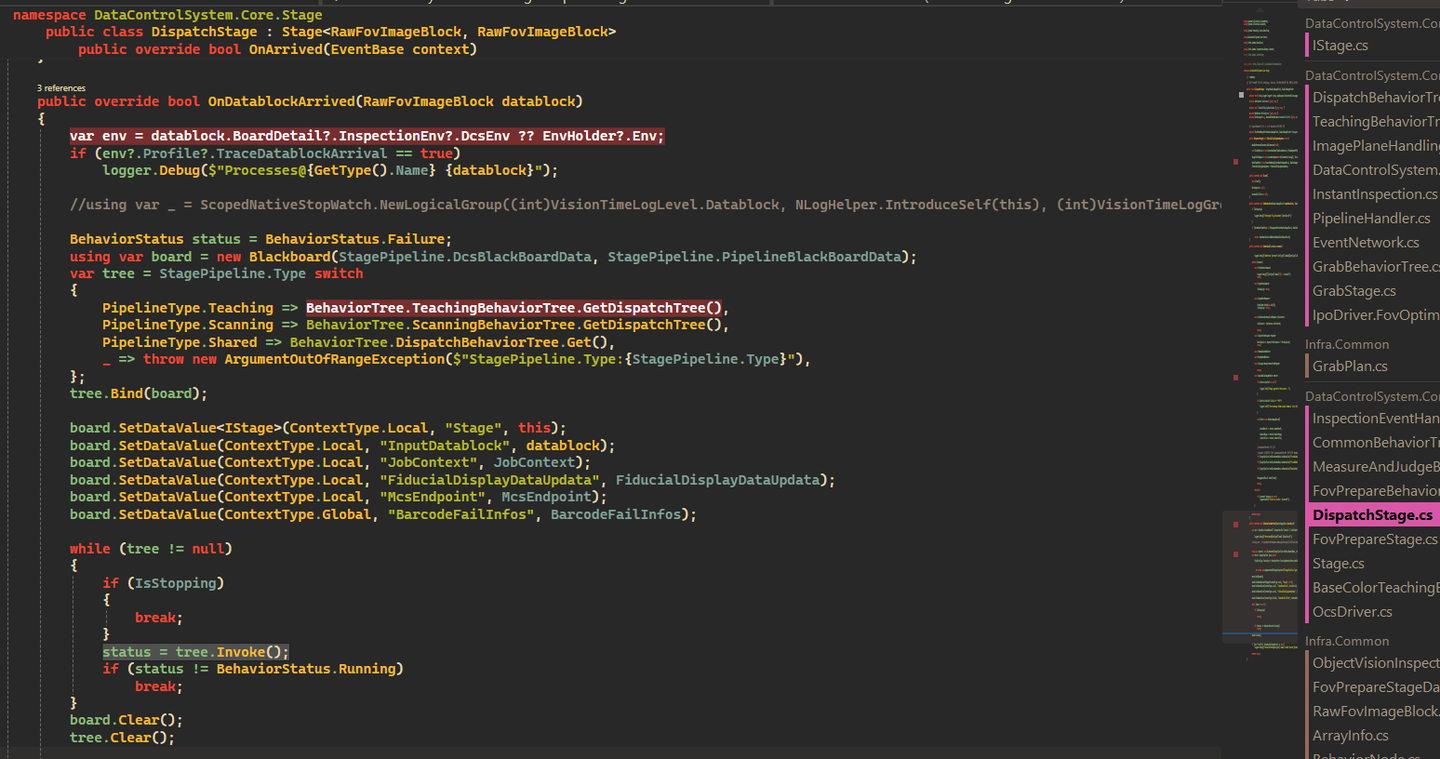 namespace DataControlSystem.Core.Stage
public class DispatchStage : Stage<RawFovImageBlock, RawFovImageBlock>
public override bool OnArrived(EventBase context)
}
3 references
public override bool OnDatablockArrived(RawFovImageBlock datablock)
{
var env = datablock.BoardDetail?.InspectionEnv?.DcsEnv ?? EnvHolder?.Env;
if (env?.Profile?.TraceDatablockArrival == true)
logger.Debug($"Processes@{GetType().Name} {datablock}");
//using var _ = ScopedNativeStopWatch.NewLogicalGroup((int)VisionTimeLogLevel.Datablock, NLogHelper.IntroduceSelf(this), (int)VisionTimeLogGr
BehaviorStatus status = BehaviorStatus.Failure;
using var board = new Blackboard(StagePipeline.DcsBlackBoardData, StagePipeline.PipelineBlackBoardData);
var tree = StagePipeline.Type switch
{
PipelineType.Teaching => BehaviorTree.TeachingBehaviorTree.GetDispatchTree(),
PipelineType.Scanning => BehaviorTree.ScanningBehaviorTree.GetDispatchTree(),
PipelineType.Shared => BehaviorTree.DispatchBehaviorTree.Get(),
_ => throw new ArgumentOutOfRangeException($"StagePipeline.Type:{StagePipeline.Type}"),
};
tree.Bind(board);
board.SetDataValue<IStage>(ContextType.Local, "Stage", this);
board.SetDataValue(ContextType.Local, "InputDatablock", datablock);
board.SetDataValue(ContextType.Local, "JobContext", JobContext);
board.SetDataValue(ContextType.Local, "FiducialDisplayDataUpdata", FiducialDisplayDataUpdata);
board.SetDataValue(ContextType.Local, "McsEndpoint", McsEndpoint);
board.SetDataValue(ContextType.Global, "BarcodeFailInfos", BarcodeFailInfos);
while (tree != null)
{
if (IsStopping)
{
break;
}
status = tree.Invoke();
if (status != BehaviorStatus.Running)
break;
}
board.Clear();
tree.Clear();
DataControlSystem.Co
IStage.cs
DataControlSystem.Co
DispatchBehaviorTre
TeachingBehaviorTr
ImagePlaneHandling
DataControlSystem.
InstantInspection.cs
PipelineHandler.cs
EventNetwork.cs
GrabBehaviorTree.cs
GrabStage.cs
IpoDriver.FovOptim
Infra.Common
GrabPlan.cs
DataControlSystem.Cor
InspectionEventHan
CommonBehaviorTr
MeasureAndJudgeB
FovPrepareBehavior
DispatchStage.cs
FovPrepareStage.cs
Stage.cs
BaseColorTeachingB
OcsDriver.cs
Infra.Common
ObjectVisionInspect
FovPrepareStageDa
RawFovImageBlock.
ArrayInfo.cs
BehaviorNode.cs